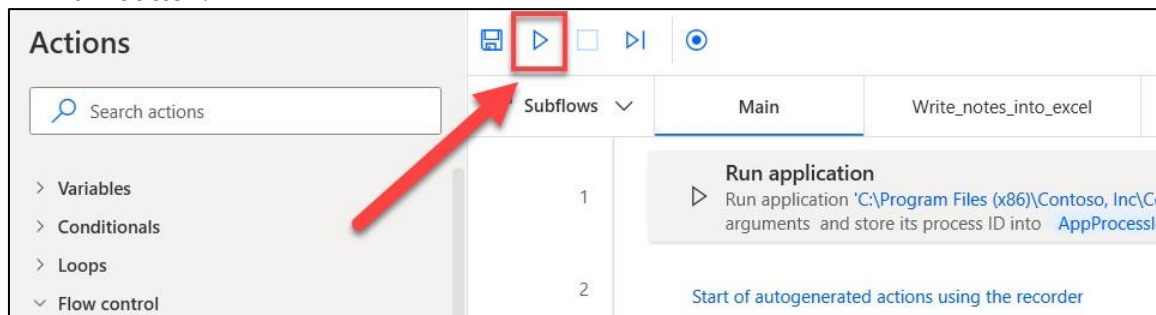 Actions
Search actions
Variables
Conditionals
Loops
Flow control
Subflows
Main
Write_notes_into_excel
1
Run application
Run application 'C:\Program Files (x86)\Contoso, Inc\C
arguments and store its process ID into AppProcessI
2
Start of autogenerated actions using the recorder